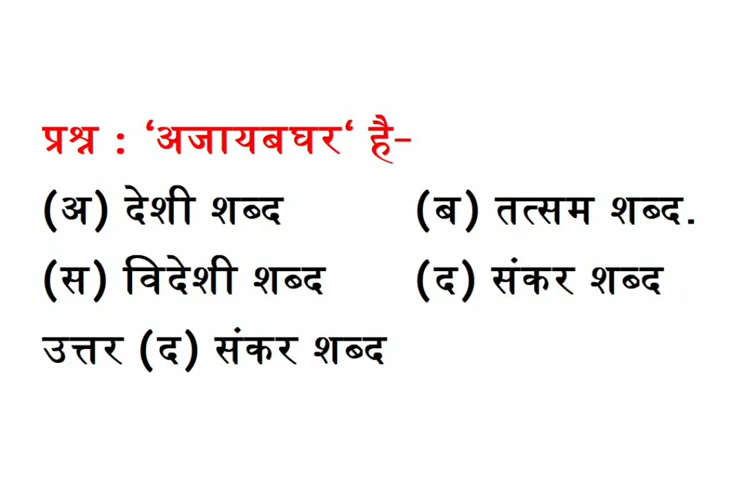 प्रश्न : ‘अजायबघर‘ है-
(अ) देशी शब्द (ब) तत्सम शब्द.
(स) विदेशी शब्द (द) संकर शब्द
उत्तर (द) संकर शब्द